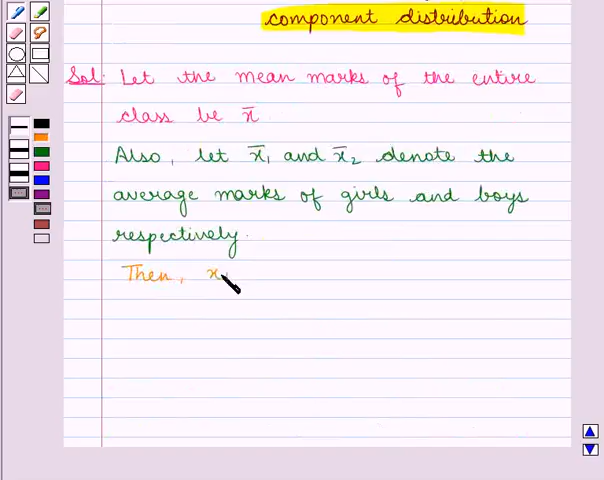 component distribution
Sol: Let the mean marks of the entire
class be x̄
Also, let x̄₁ and x̄₂ denote the
average marks of girls and boys
respectively.
Then, x₁